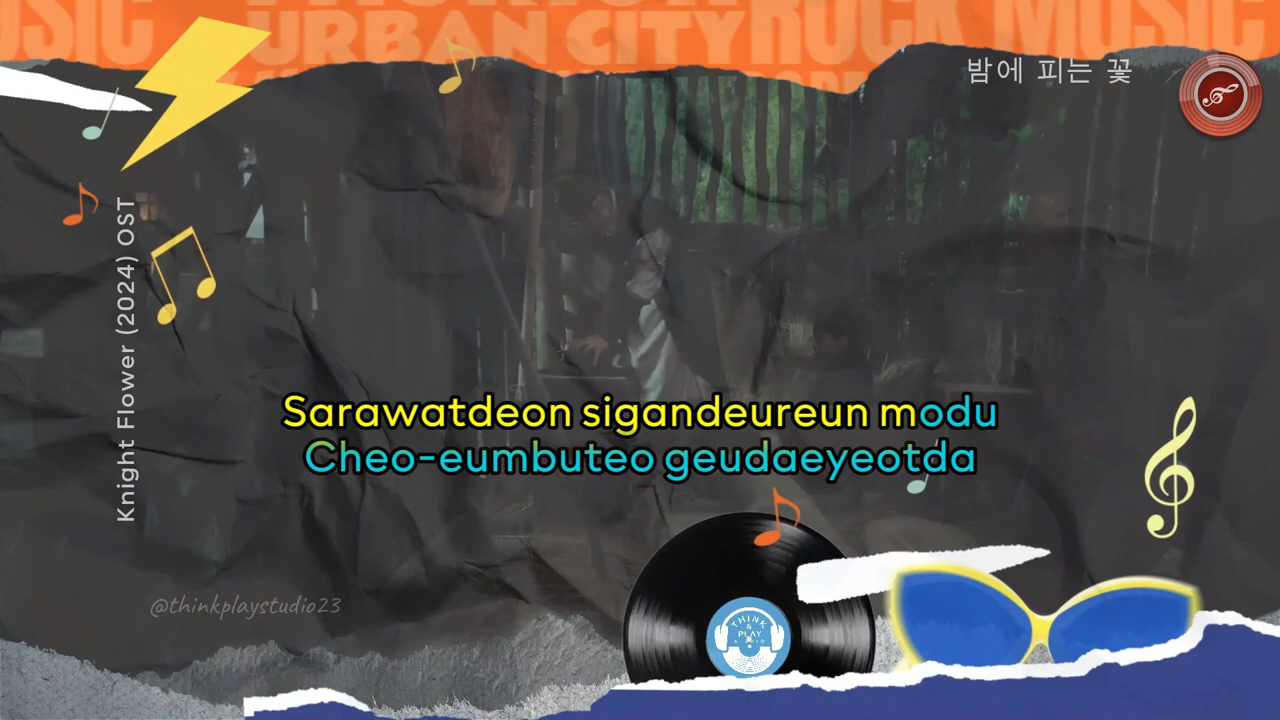 URBAN CITY
ROCK MUSIC
밤에 피는 꽃
Knight Flower (2024) OST
Sarawatdeon sigandeureun modu
Cheo-eumbuteo geudaeyeotda
@thinkplaystudio23
THINK
&
PLAY
STUDIO